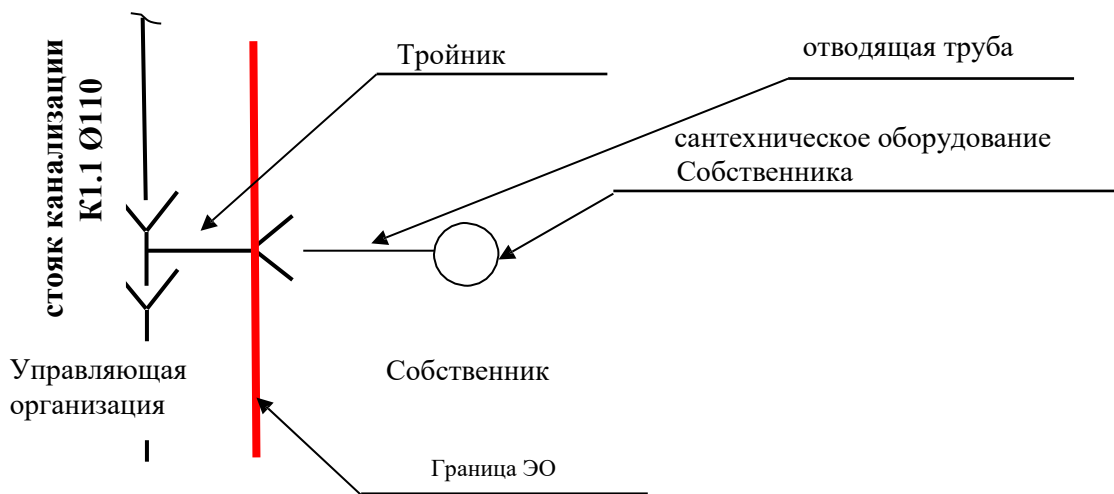 стояк канализации
К1.1 Ø110
Тройник
отводящая труба
сантехническое оборудование
Собственника
Управляющая
организация
Собственник
Граница ЭО